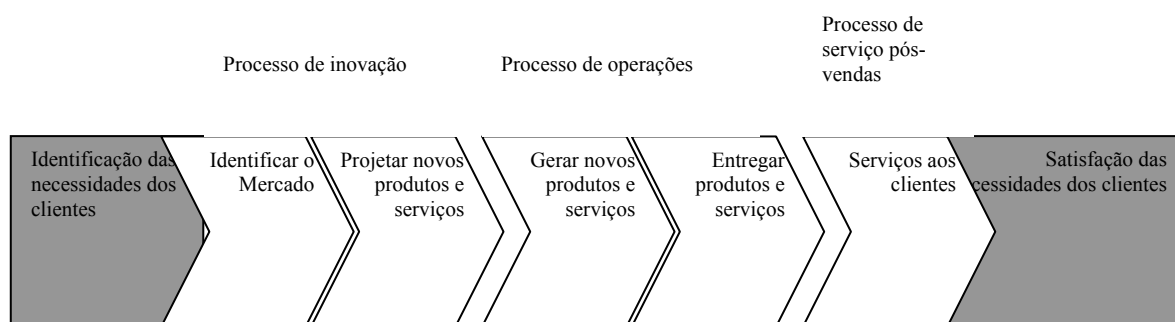 Processo de inovação
Processo de operações
Processo de
serviço pós-
vendas
Identificação das
necessidades dos
clientes
Identificar o
Mercado
Projetar novos
produtos e
serviços
Gerar novos
produtos e
serviços
Entregar
produtos e
serviços
Serviços aos
clientes
Satisfação das
cessidades dos clientes